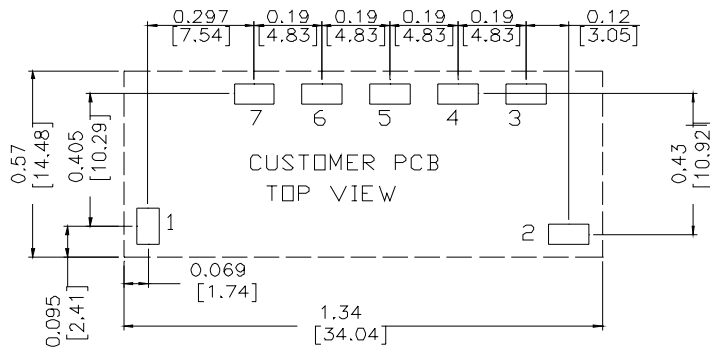 0.297 0.19 0.19 0.19 0.19 0.12
[7.54] [4.83] [4.83] [4.83] [4.83] [3.05]
7 6 5 4 3
0.57
[14.48]
0.405
[10.29]
CUSTOMER PCB
TOP VIEW
0.43
[10.92]
1
2
0.069
[1.74]
0.095
[2.41]
1.34
[34.04]